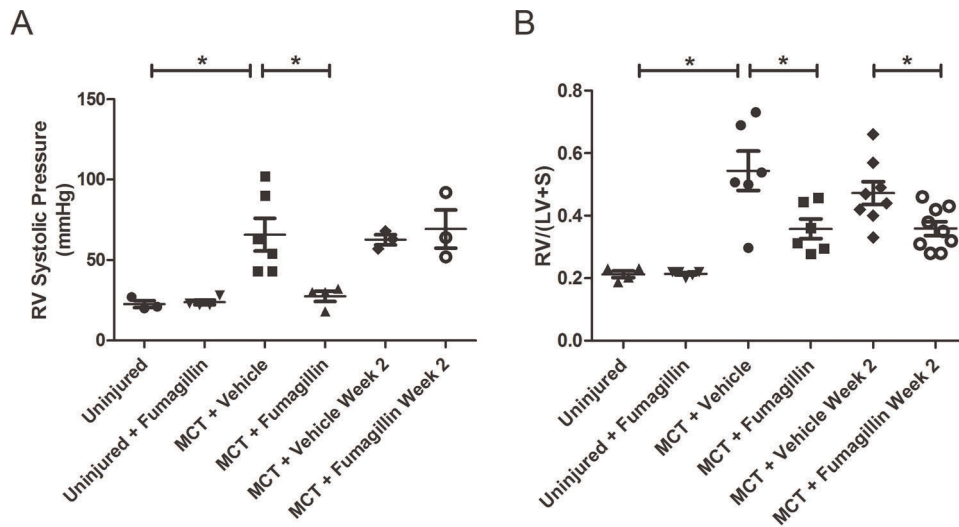 A
* *
RV Systolic Pressure
(mmHg)
150
100
50
0
Uninjured
Uninjured + Fumagillin
MCT + Vehicle
MCT + Fumagillin
MCT + Vehicle Week 2
MCT + Fumagillin Week 2
B
* * *
RV/(LV+S)
0.8
0.6
0.4
0.2
0.0
Uninjured
Uninjured + Fumagillin
MCT + Vehicle
MCT + Fumagillin
MCT + Vehicle Week 2
MCT + Fumagillin Week 2